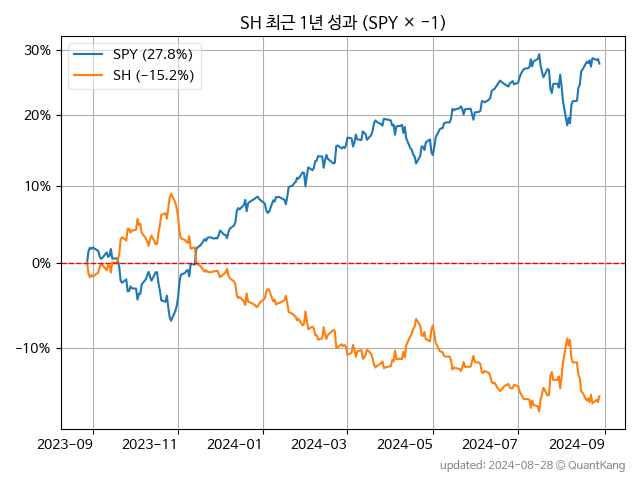 SH 최근 1년 성과 (SPY × −1)
SPY (27.8%)
SH (−15.2%)
30%
20%
10%
0%
−10%
2023-09 2023-11 2024-01 2024-03 2024-05 2024-07 2024-09
updated: 2024-08-28 © QuantKang